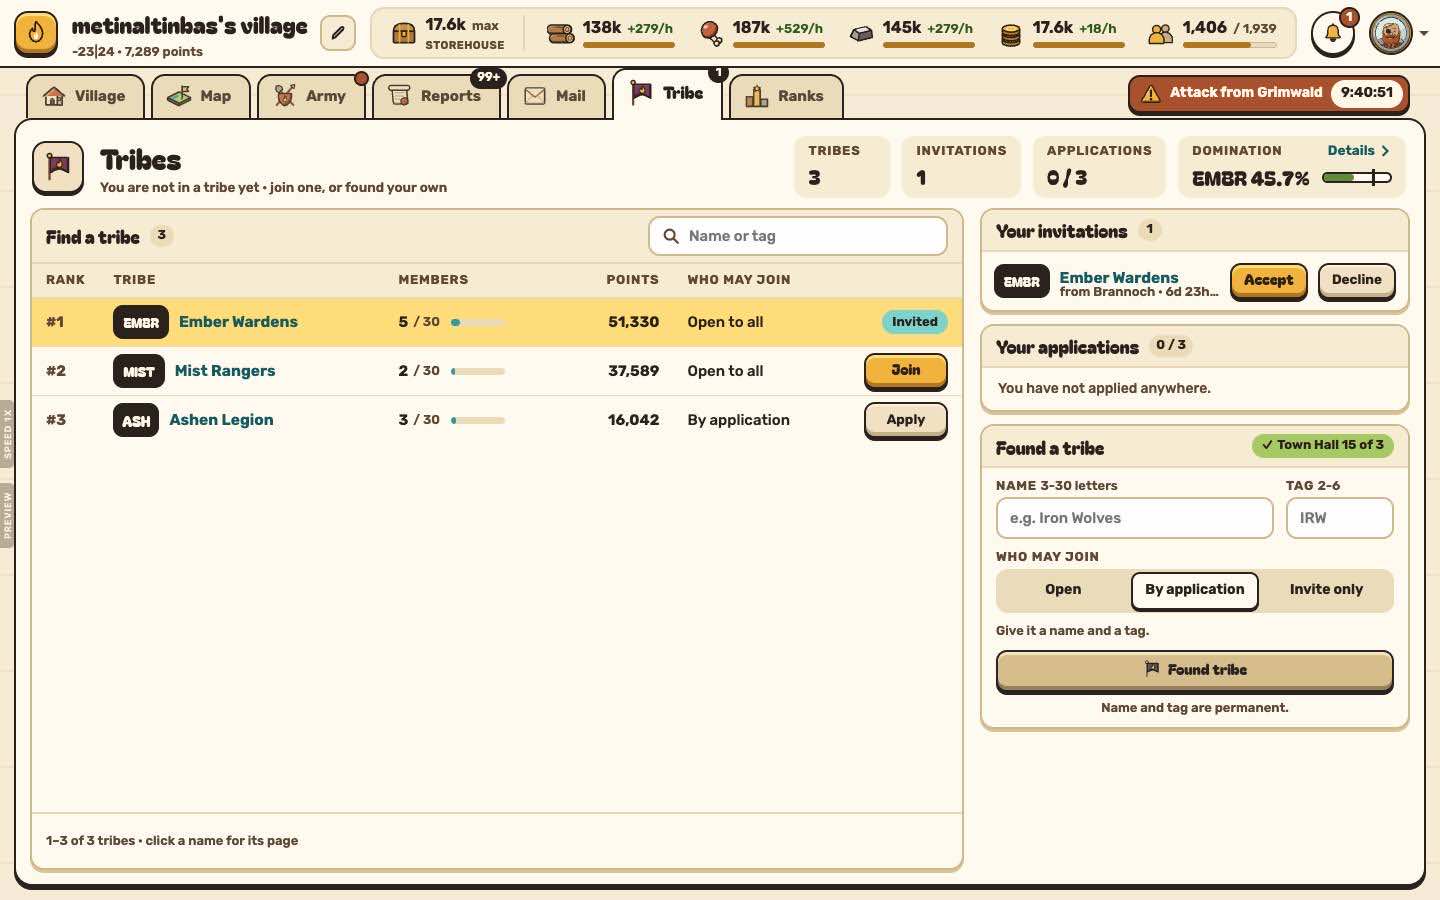 metinaltinbas's village
-23|24 • 7,289 points
17.6k max
STOREHOUSE
138k +279/h
187k +529/h
145k +279/h
17.6k +18/h
1,406 / 1,939
1
Village
Map
Army
Reports
99+
Mail
Tribe
1
Ranks
Attack from Grimwald 9:40:51
Tribes
You are not in a tribe yet • join one, or found your own
TRIBES
3
INVITATIONS
1
APPLICATIONS
0 / 3
DOMINATION Details
EMBR 45.7%
Find a tribe 3
Name or tag
RANK TRIBE MEMBERS POINTS WHO MAY JOIN
#1 EMBR Ember Wardens 5 / 30 51,330 Open to all Invited
#2 MIST Mist Rangers 2 / 30 37,589 Open to all Join
#3 ASH Ashen Legion 3 / 30 16,042 By application Apply
1–3 of 3 tribes • click a name for its page
Your invitations 1
EMBR
Ember Wardens
from Brannoch • 6d 23h...
Accept
Decline
Your applications 0 / 3
You have not applied anywhere.
Found a tribe
✓ Town Hall 15 of 3
NAME 3-30 letters
TAG 2-6
e.g. Iron Wolves
IRW
WHO MAY JOIN
Open
By application
Invite only
Give it a name and a tag.
Found tribe
Name and tag are permanent.
SPEED 1X
PREVIEW